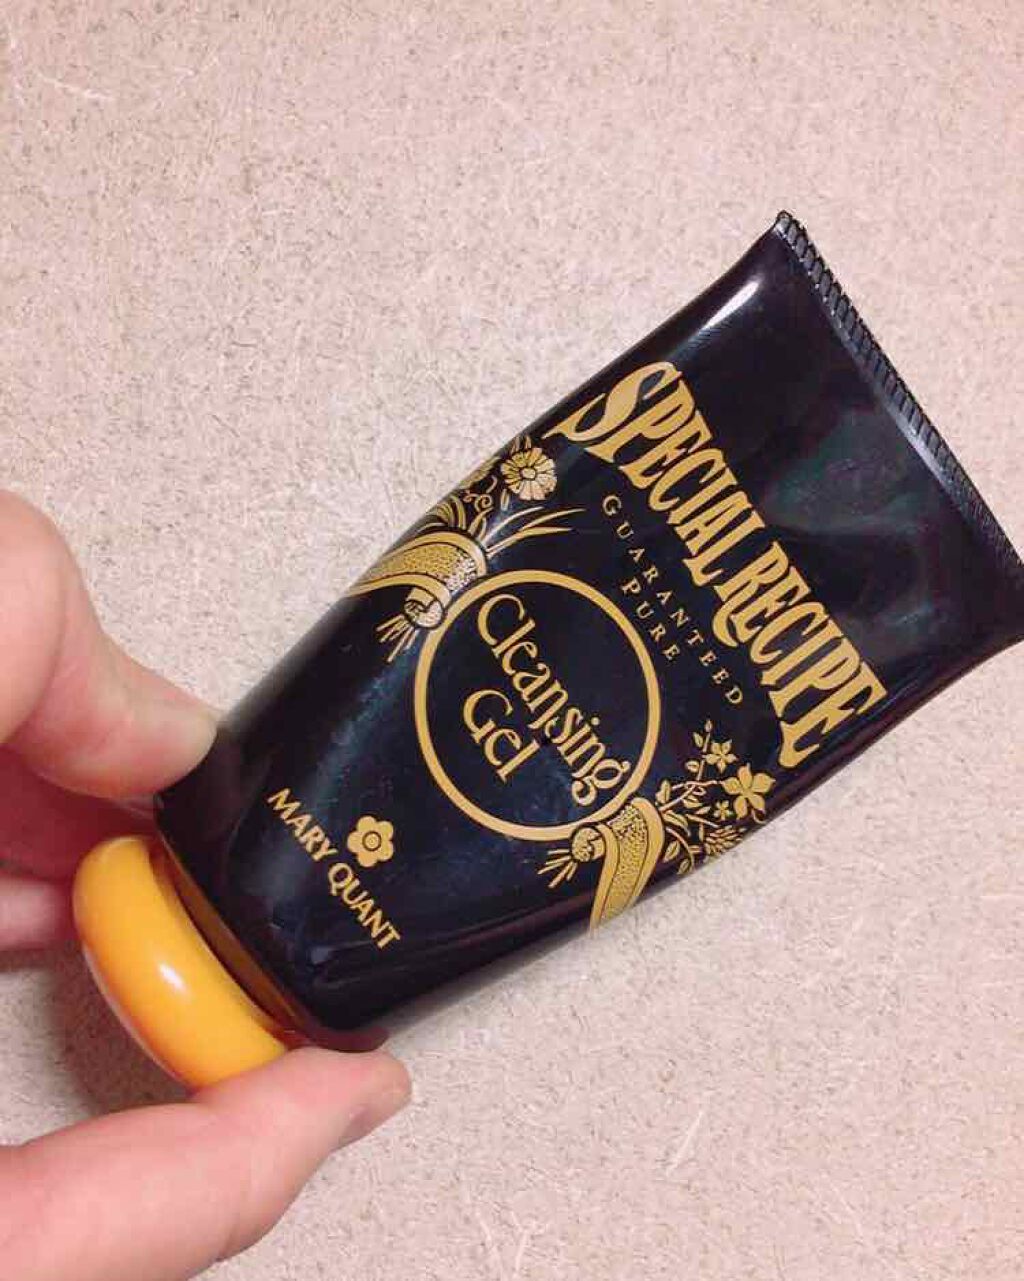 SPECIAL RECIPE
GUARANTEED
PURE
Cleansing
Gel
MARY QUANT